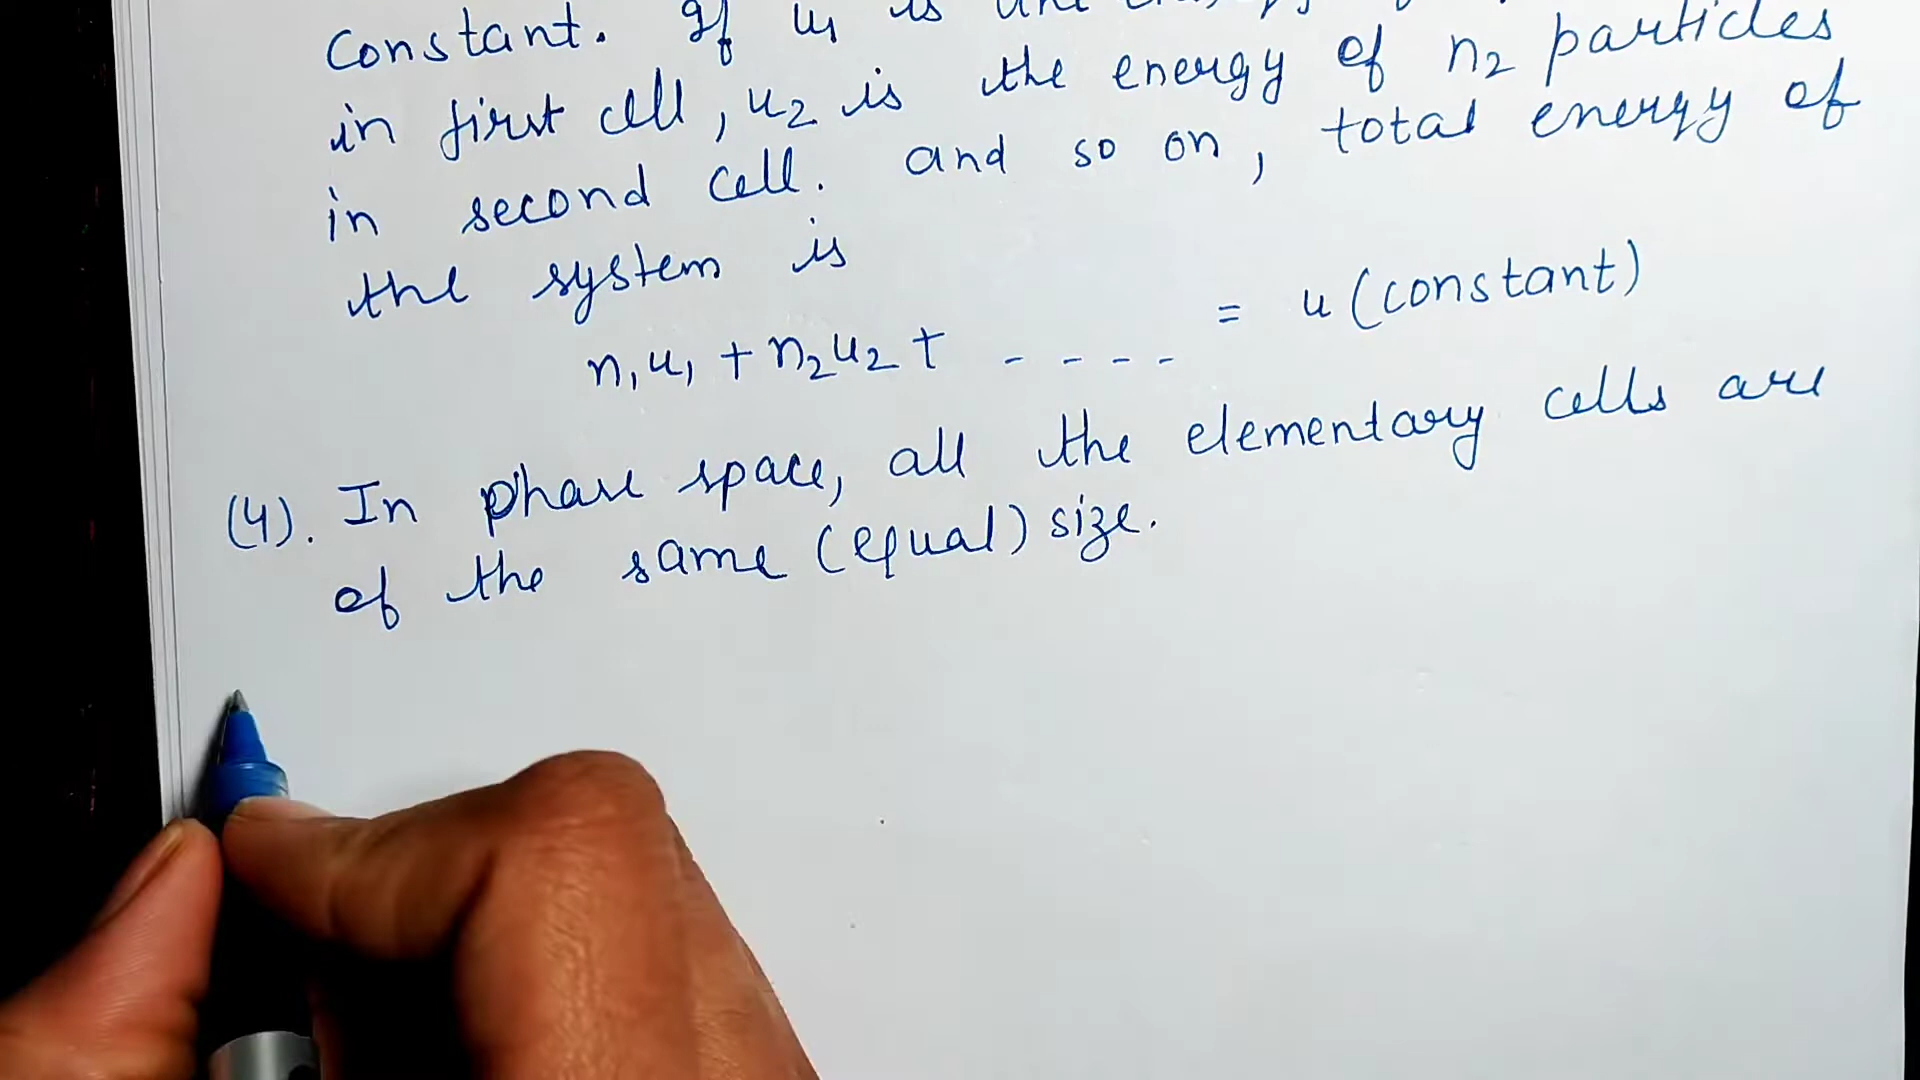 constant. If u₁ is
in first cell, u₂ is the energy of n₂ particles
in second cell. and so on, total energy of
the system is
n₁u₁ + n₂u₂ + - - - - = u (constant)
(4). In phase space, all the elementary cells are
of the same (equal) size.